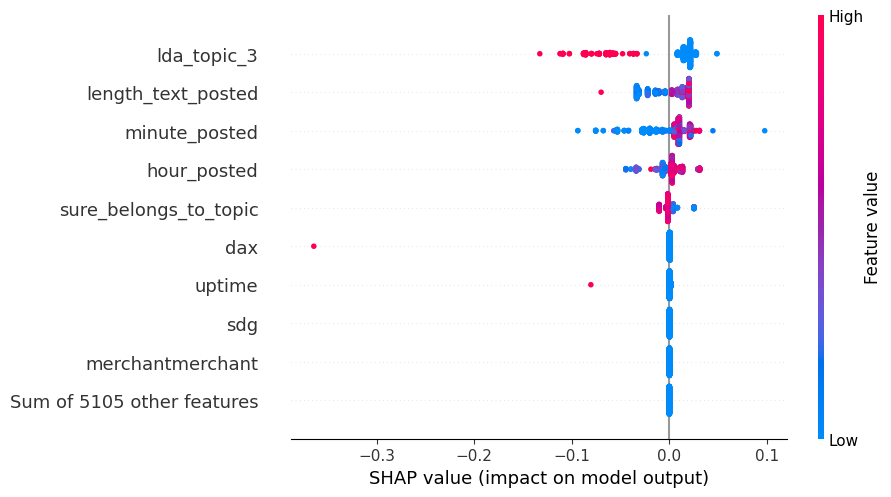 High
lda_topic_3
length_text_posted
minute_posted
hour_posted
sure_belongs_to_topic
dax
uptime
sdg
merchantmerchant
Sum of 5105 other features
Feature value
Low
−0.3 −0.2 −0.1 0.0 0.1
SHAP value (impact on model output)